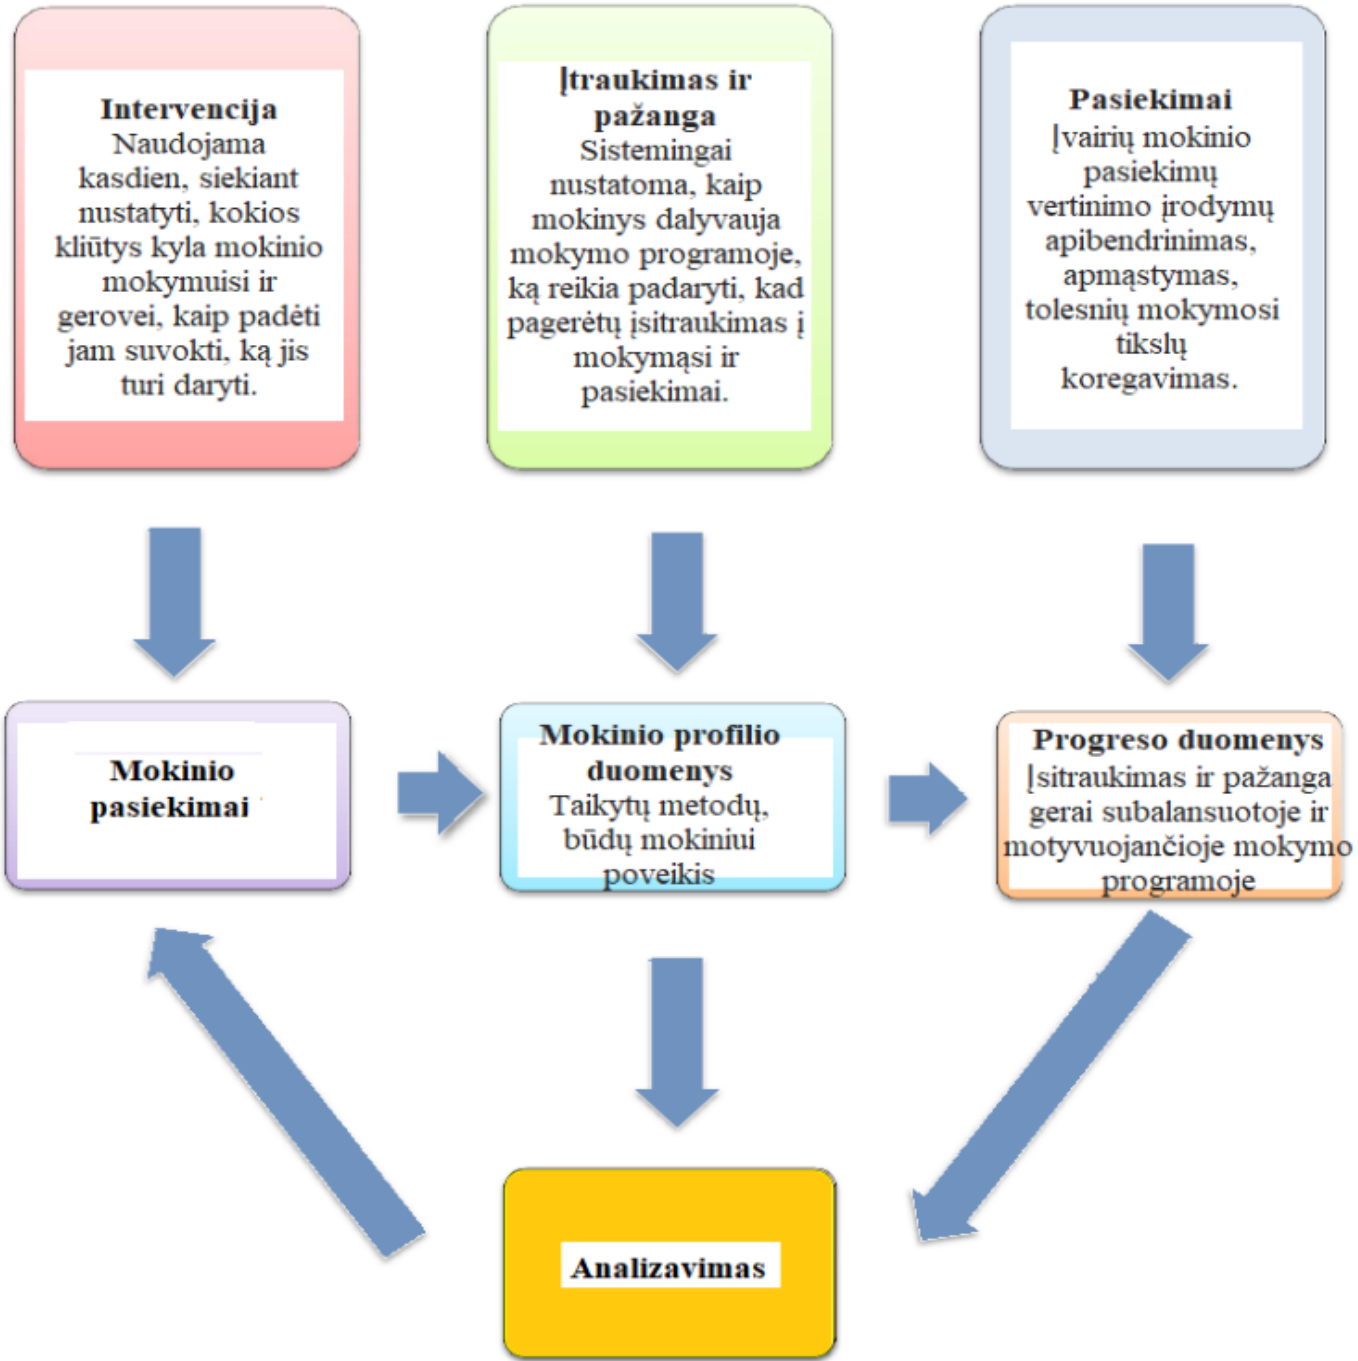 Intervencija
Naudojama
kasdien, siekiant
nustatyti, kokios
kliūtys kyla mokinio
mokymuisi ir
gerovei, kaip padėti
jam suvokti, ką jis
turi daryti.
Įtraukimas ir
pažanga
Sistemingai
nustatoma, kaip
mokinys dalyvauja
mokymo programoje,
ką reikia padaryti, kad
pagerėtų įsitraukimas į
mokymąsi ir
pasiekimai.
Pasiekimai
Įvairių mokinio
pasiekimų
vertinimo įrodymų
apibendrinimas,
apmąstymas,
tolesnių mokymosi
tikslų
koregavimas.
Mokinio
pasiekimai
Mokinio profilio
duomenys
Taikytų metodų,
būdų mokiniui
poveikis
Progreso duomenys
Įsitraukimas ir pažanga
gerai subalansuotoje ir
motyvuojančioje mokymo
programoje
Analizavimas